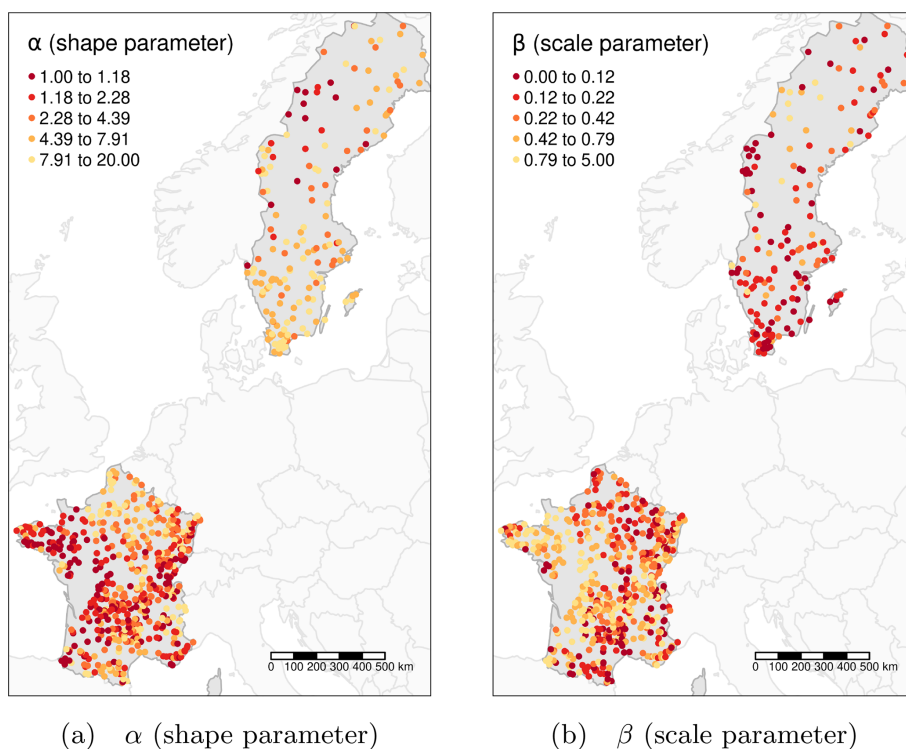 α (shape parameter)
1.00 to 1.18
1.18 to 2.28
2.28 to 4.39
4.39 to 7.91
7.91 to 20.00
0 100 200 300 400 500 km
β (scale parameter)
0.00 to 0.12
0.12 to 0.22
0.22 to 0.42
0.42 to 0.79
0.79 to 5.00
0 100 200 300 400 500 km
(a) α (shape parameter)
(b) β (scale parameter)